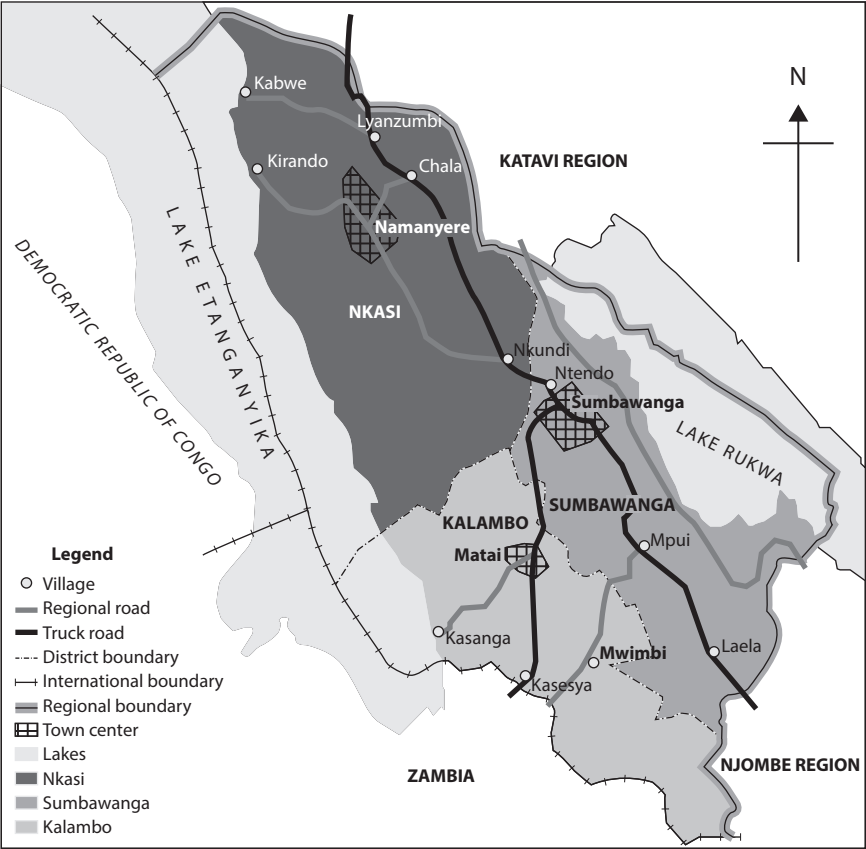 N
Kabwe
Lyanzumbi
Kirando
Chala
KATAVI REGION
Namanyere
LAKE ETANGANYIKA
DEMOCRATIC REPUBLIC OF CONGO
NKASI
Nkundi
Ntendo
Sumbawanga
LAKE RUKWA
SUMBAWANGA
KALAMBO
Matai
Mpui
Kasanga
Mwimbi
Laela
Kasesya
ZAMBIA
NJOMBE REGION
Legend
Village
Regional road
Truck road
District boundary
International boundary
Regional boundary
Town center
Lakes
Nkasi
Sumbawanga
Kalambo